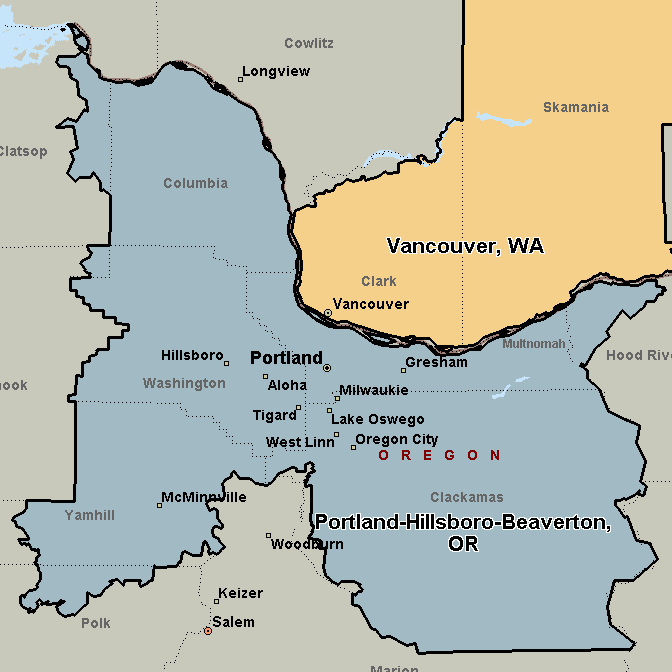 Cowlitz
Longview
Skamania
Clatsop
Columbia
Vancouver, WA
Clark
Vancouver
Multnomah
Hillsboro
Portland
Gresham
Hood Rive
Washington
Aloha
ook
Milwaukie
Tigard
Lake Oswego
West Linn
Oregon City
OREGON
McMinnville
Clackamas
Yamhill
Portland-Hillsboro-Beaverton,
OR
Woodburn
Keizer
Polk
Salem
Marion